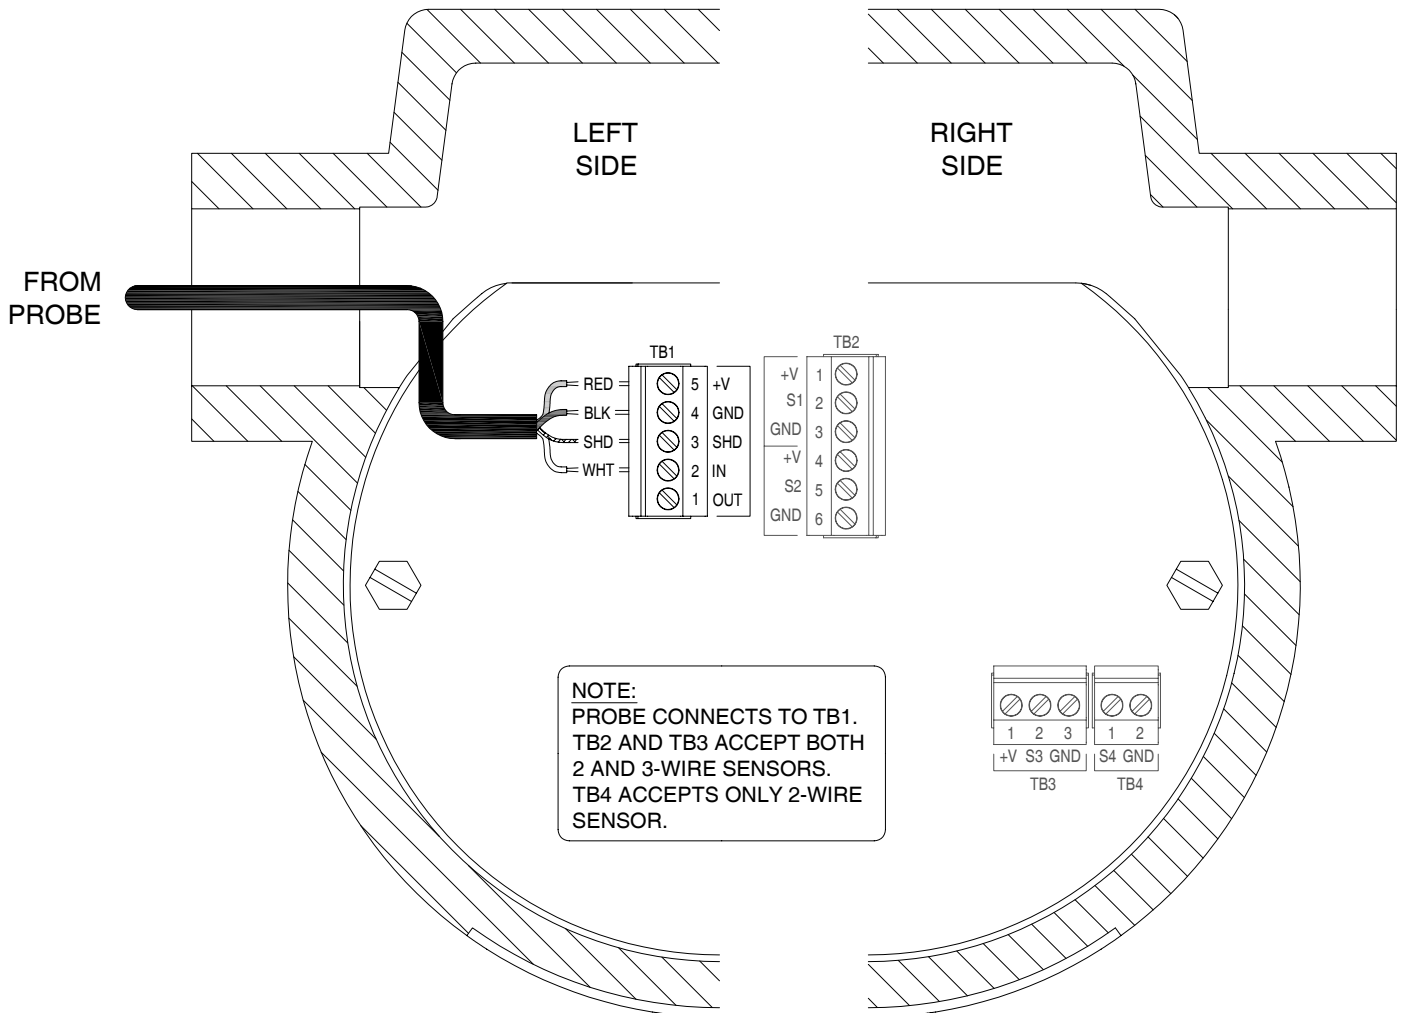 LEFT
SIDE
RIGHT
SIDE
FROM
PROBE
TB1
RED 5 +V
BLK 4 GND
SHD 3 SHD
WHT 2 IN
1 OUT
TB2
+V 1
S1 2
GND 3
+V 4
S2 5
GND 6
NOTE:
PROBE CONNECTS TO TB1.
TB2 AND TB3 ACCEPT BOTH
2 AND 3-WIRE SENSORS.
TB4 ACCEPTS ONLY 2-WIRE
SENSOR.
1 2 3
+V S3 GND
TB3
1 2
S4 GND
TB4